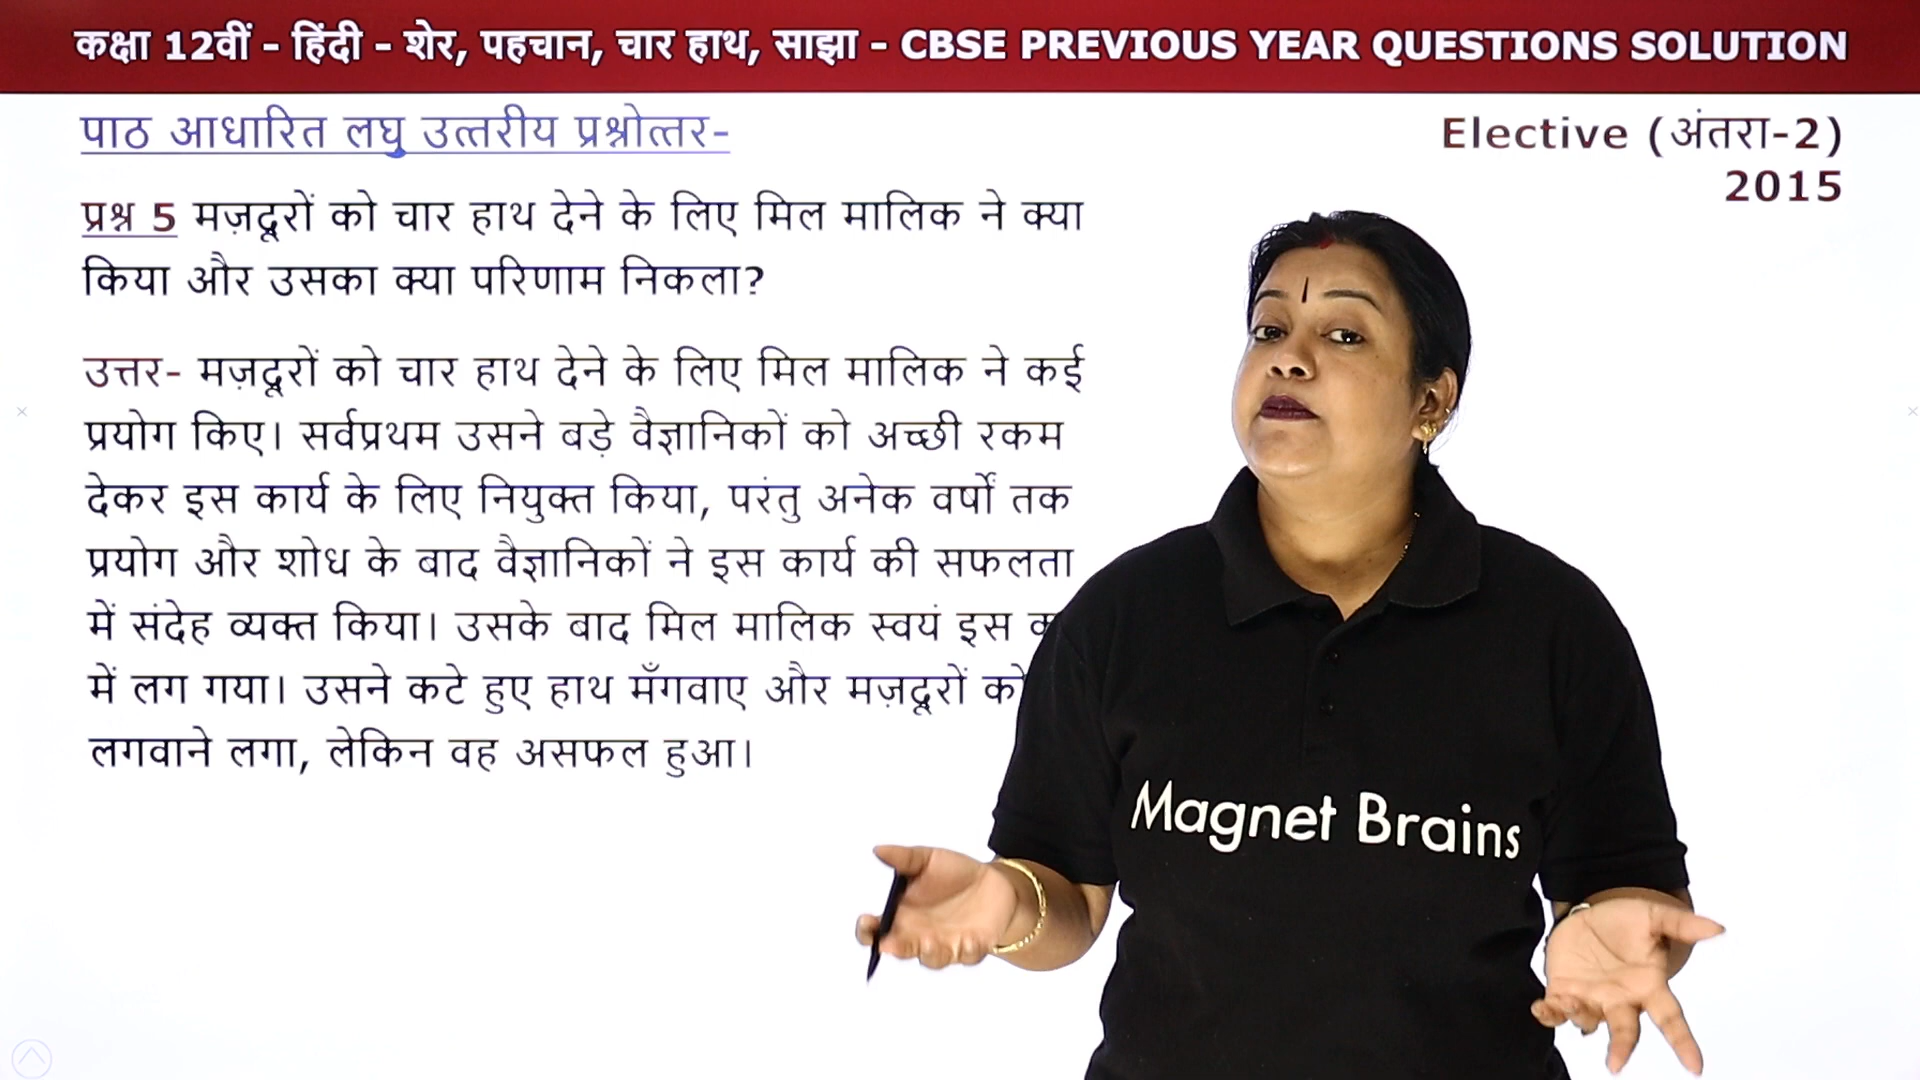 कक्षा 12वीं - हिंदी - शेर, पहचान, चार हाथ, साझा - CBSE PREVIOUS YEAR QUESTIONS SOLUTION
पाठ आधारित लघु उत्तरीय प्रश्नोत्तर-
Elective (अंतरा-2)
2015
प्रश्न 5 मज़दूरों को चार हाथ देने के लिए मिल मालिक ने क्या
किया और उसका क्या परिणाम निकला?
उत्तर- मज़दूरों को चार हाथ देने के लिए मिल मालिक ने कई
प्रयोग किए। सर्वप्रथम उसने बड़े वैज्ञानिकों को अच्छी रकम
देकर इस कार्य के लिए नियुक्त किया, परंतु अनेक वर्षों तक
प्रयोग और शोध के बाद वैज्ञानिकों ने इस कार्य की सफलता
में संदेह व्यक्त किया। उसके बाद मिल मालिक स्वयं इस
में लग गया। उसने कटे हुए हाथ मँगवाए और मज़दूरों को
लगवाने लगा, लेकिन वह असफल हुआ।
Magnet Brains